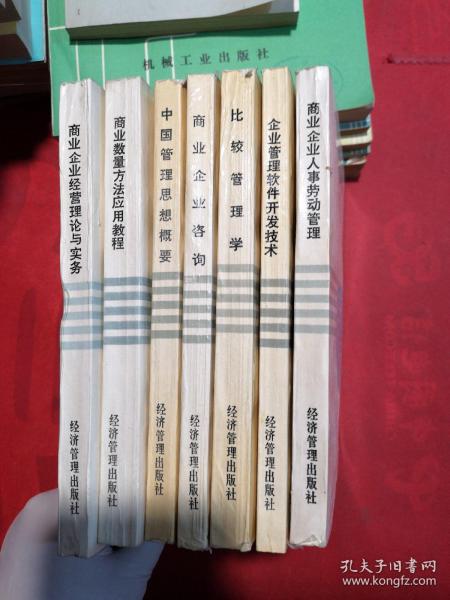 机械工业出版社
商业企业经营理论与实务
经济管理出版社
商业数量方法应用教程
经济管理出版社
中国管理思想概要
经济管理出版社
商业企业咨询
经济管理出版社
比较管理学
经济管理出版社
企业管理软件开发技术
经济管理出版社
商业企业人事劳动管理
经济管理出版社
孔夫子旧书网
www.kongfz.com